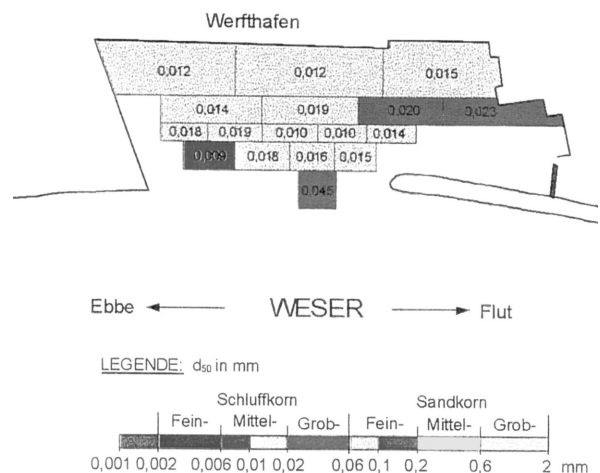 Werfthafen
0,012 0,012 0,015
0,014 0,019 0,020 0,023
0,018 0,019 0,010 0,010 0,014
0,009 0,018 0,016 0,015
0,045
Ebbe WESER Flut
LEGENDE: d50 in mm
Schluffkorn Sandkorn
Fein- Mittel- Grob- Fein- Mittel- Grob-
0,001 0,002 0,006 0,01 0,02 0,06 0,1 0,2 0,6 2 mm